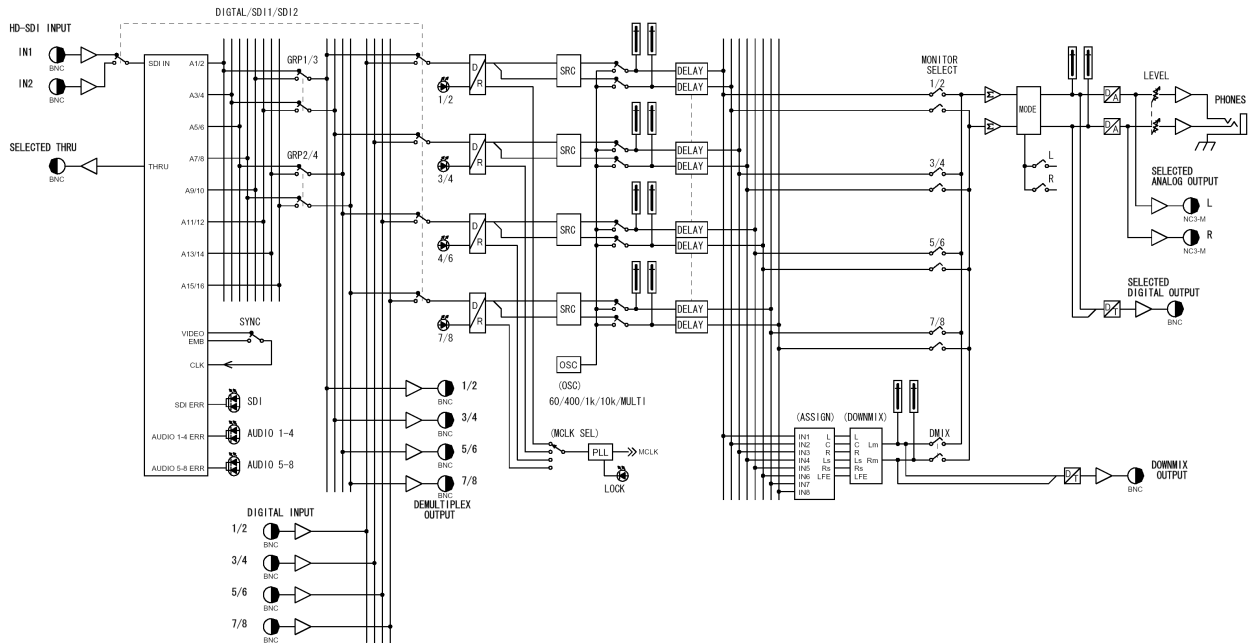 DIGTAL/SDI1/SDI2
HD-SDI INPUT
IN1
BNC
IN2
BNC
SELECTED THRU
BNC
SDI IN
THRU
A1/2
A3/4
A5/6
A7/8
A9/10
A11/12
A13/14
A15/16
VIDEO
EMB
CLK
SDI ERR
AUDIO 1-4 ERR
AUDIO 5-8 ERR
SYNC
SDI
AUDIO 1-4
AUDIO 5-8
GRP1/3
GRP2/4
DIGITAL INPUT
1/2
BNC
3/4
BNC
5/6
BNC
7/8
BNC
1/2
BNC
3/4
BNC
5/6
BNC
7/8
BNC
DEMULTIPLEX
OUTPUT
D
R
1/2
D
R
3/4
D
R
4/6
D
R
7/8
SRC
SRC
SRC
SRC
OSC
(OSC)
60/400/1k/10k/MULTI
(MCLK SEL)
PLL
MCLK
LOCK
DELAY
DELAY
DELAY
DELAY
DELAY
DELAY
DELAY
DELAY
MONITOR
SELECT
1/2
3/4
5/6
7/8
(ASSIGN)
(DOWNMIX)
IN1 L
IN2 C
IN3 R
IN4 Ls
IN5 Rs
IN6 LFE
IN7
IN8
L
C Lm
R
Ls Rm
Rs
LFE
DMIX
D
T
BNC
DOWNMIX
OUTPUT
Σ
Σ
MODE
L
R
D
A
D
A
LEVEL
PHONES
SELECTED
ANALOG OUTPUT
L
NC3-M
R
NC3-M
SELECTED
DIGITAL OUTPUT
D
T
BNC